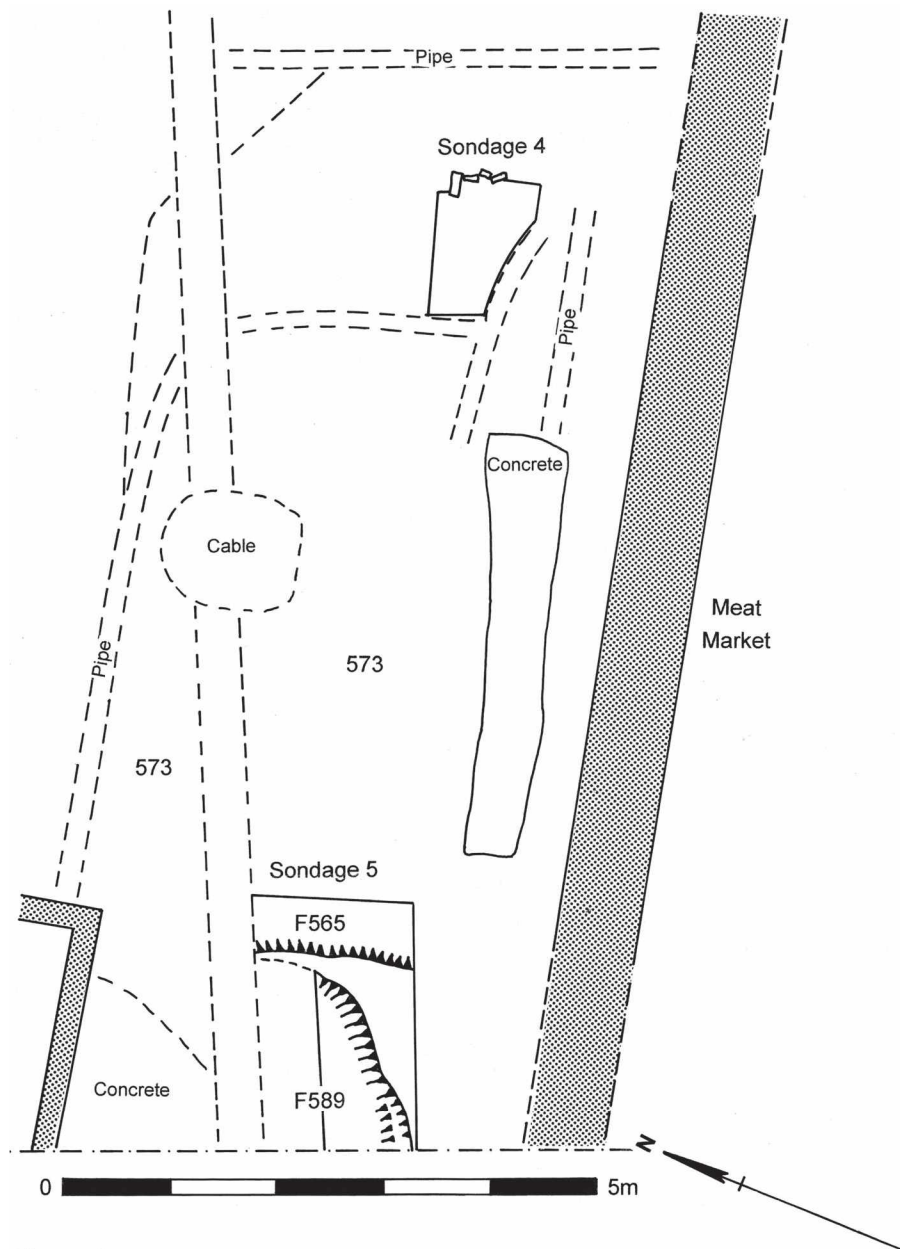 Pipe
Sondage 4
Pipe
Concrete
Cable
Meat
Market
Pipe
573
573
Sondage 5
F565
F589
Concrete
N
0
5m